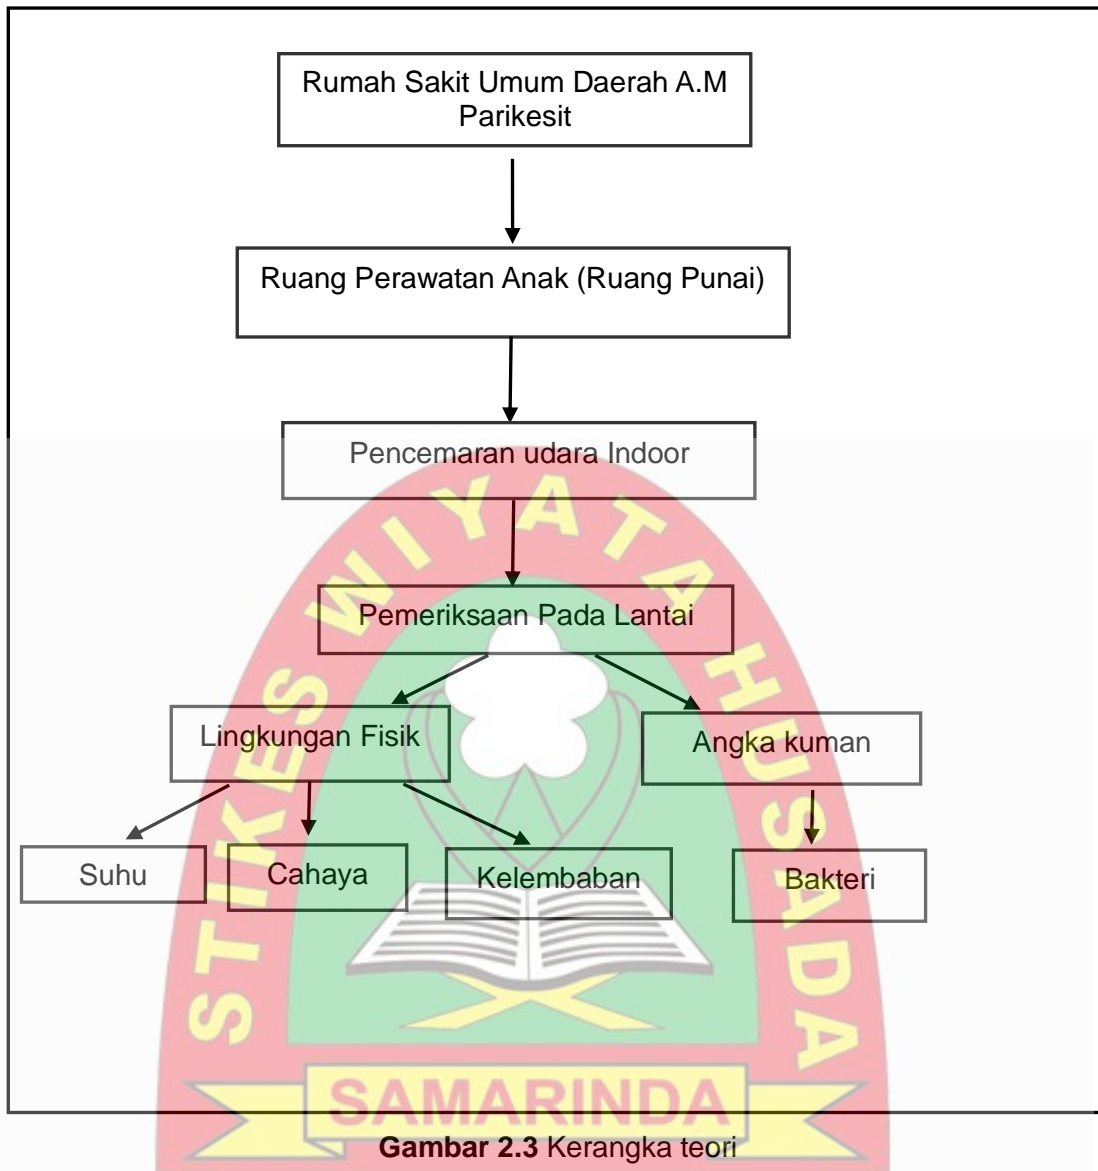 Rumah Sakit Umum Daerah A.M
Parikesit
Ruang Perawatan Anak (Ruang Punai)
Pencemaran udara Indoor
STIKES WIYATA HUSADA
Pemeriksaan Pada Lantai
Lingkungan Fisik
Angka kuman
Suhu
Cahaya
Kelembaban
Bakteri
SAMARINDA
Gambar 2.3 Kerangka teori